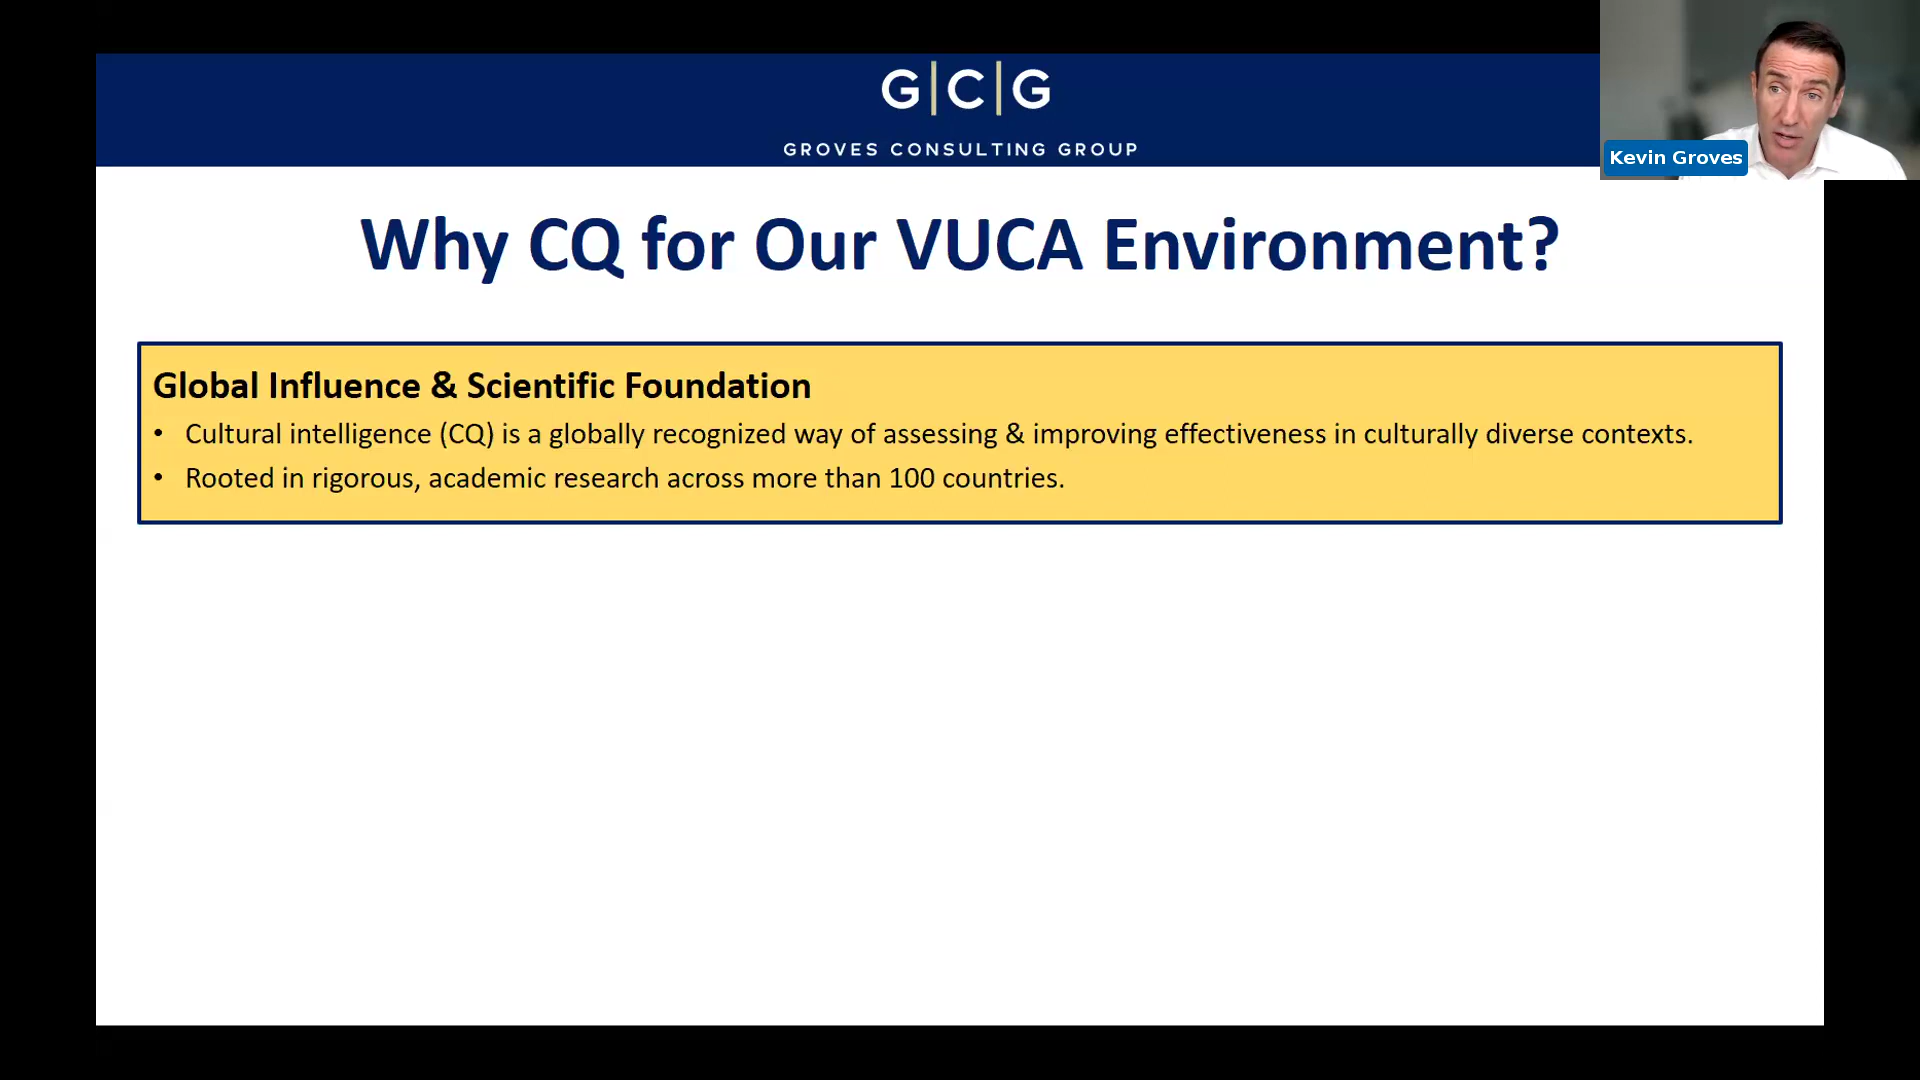 G|C|G
GROVES CONSULTING GROUP
Kevin Groves
Why CQ for Our VUCA Environment?
Global Influence & Scientific Foundation
• Cultural intelligence (CQ) is a globally recognized way of assessing & improving effectiveness in culturally diverse contexts.
• Rooted in rigorous, academic research across more than 100 countries.